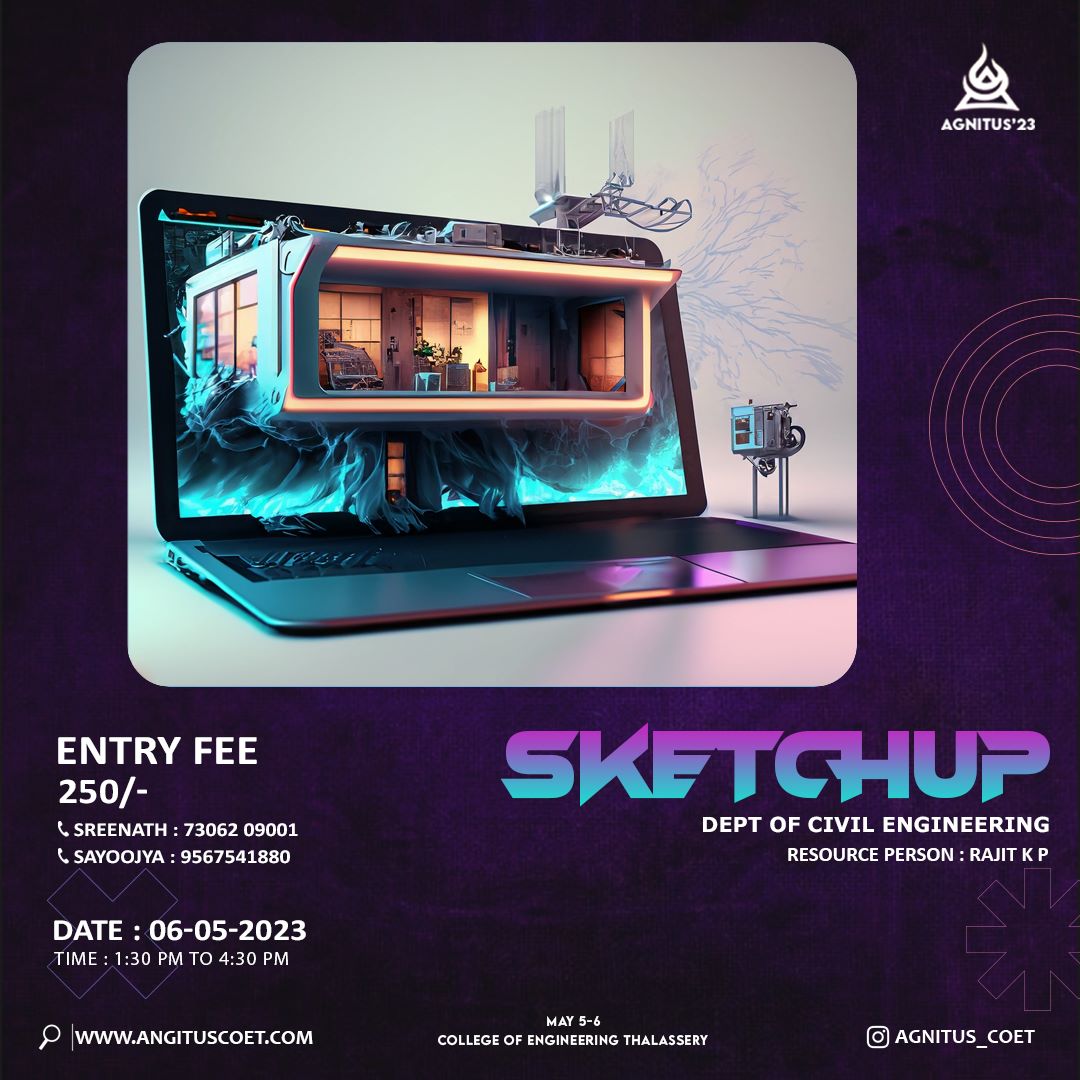 AGNITUS'23
ENTRY FEE
250/-
SREENATH : 73062 09001
SAYOOJYA : 9567541880
SKETCHUP
DEPT OF CIVIL ENGINEERING
RESOURCE PERSON : RAJIT K P
DATE : 06-05-2023
TIME : 1:30 PM TO 4:30 PM
WWW.ANGITUSCOET.COM
MAY 5-6
COLLEGE OF ENGINEERING THALASSERY
AGNITUS_COET